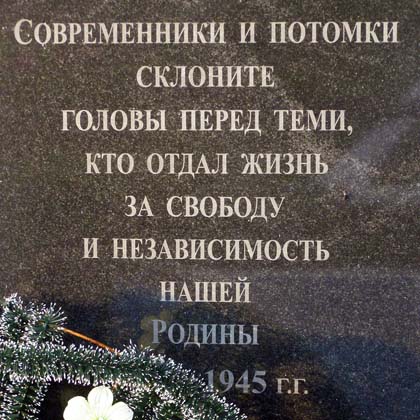 Современники и потомки
склоните
головы перед теми,
кто отдал жизнь
за свободу
и независимость
нашей
Родины
1945 г.г.